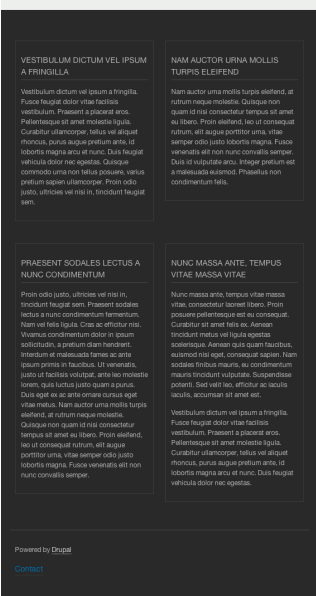 VESTIBULUM DICTUM VEL IPSUM
A FRINGILLA
Vestibulum dictum vel ipsum a fringilla.
Fusce feugiat dolor vitae facilisis
vestibulum. Praesent a placerat eros.
Pellentesque sit amet molestie ligula.
Curabitur ullamcorper, tellus vel aliquet
rhoncus, purus augue pretium ante, id
lobortis magna arcu et nunc. Duis feugiat
vehicula dolor nec egestas. Quisque
commodo urna non tellus posuere, varius
pretium sapien ullamcorper. Proin odio
justo, ultricies vel nisi in, tincidunt feugiat
sem.
NAM AUCTOR URNA MOLLIS
TURPIS ELEIFEND
Nam auctor urna mollis turpis eleifend, at
rutrum neque molestie. Quisque non
quam id nisi consectetur tempus sit amet
eu libero. Proin eleifend, leo ut consequat
rutrum, elit augue porttitor urna, vitae
semper odio justo lobortis magna. Fusce
venenatis elit non nunc convallis semper.
Duis id vulputate arcu. Integer pretium est
a malesuada euismod. Phasellus non
condimentum felis.
PRAESENT SODALES LECTUS A
NUNC CONDIMENTUM
Proin odio justo, ultricies vel nisi in,
tincidunt feugiat sem. Praesent sodales
lectus a nunc condimentum fermentum.
Nam vel felis ligula. Cras ac efficitur nisi.
Vivamus condimentum dolor in ipsum
sollicitudin, a pretium diam hendrerit.
Interdum et malesuada fames ac ante
ipsum primis in faucibus. Ut venenatis,
justo ut facilisis volutpat, ante leo molestie
lorem, quis luctus justo quam a purus.
Duis eget ex ac ante ornare cursus eget
vitae metus. Nam auctor urna mollis turpis
eleifend, at rutrum neque molestie.
Quisque non quam id nisi consectetur
tempus sit amet eu libero. Proin eleifend,
leo ut consequat rutrum, elit augue
porttitor urna, vitae semper odio justo
lobortis magna. Fusce venenatis elit non
nunc convallis semper.
NUNC MASSA ANTE, TEMPUS
VITAE MASSA VITAE
Nunc massa ante, tempus vitae massa
vitae, consectetur laoreet libero. Proin
posuere pellentesque est eu consequat.
Curabitur sit amet felis ex. Aenean
tincidunt metus vel ligula egestas
scelerisque. Aenean quis quam faucibus,
euismod nisi eget, consequat sapien. Nam
sodales finibus mauris, eu condimentum
mauris tincidunt vulputate. Suspendisse
potenti. Sed velit leo, efficitur ac iaculis
iaculis, accumsan sit amet est.
Vestibulum dictum vel ipsum a fringilla.
Fusce feugiat dolor vitae facilisis
vestibulum. Praesent a placerat eros.
Pellentesque sit amet molestie ligula.
Curabitur ullamcorper, tellus vel aliquet
rhoncus, purus augue pretium ante, id
lobortis magna arcu et nunc. Duis feugiat
vehicula dolor nec egestas.
Powered by Drupal
Contact